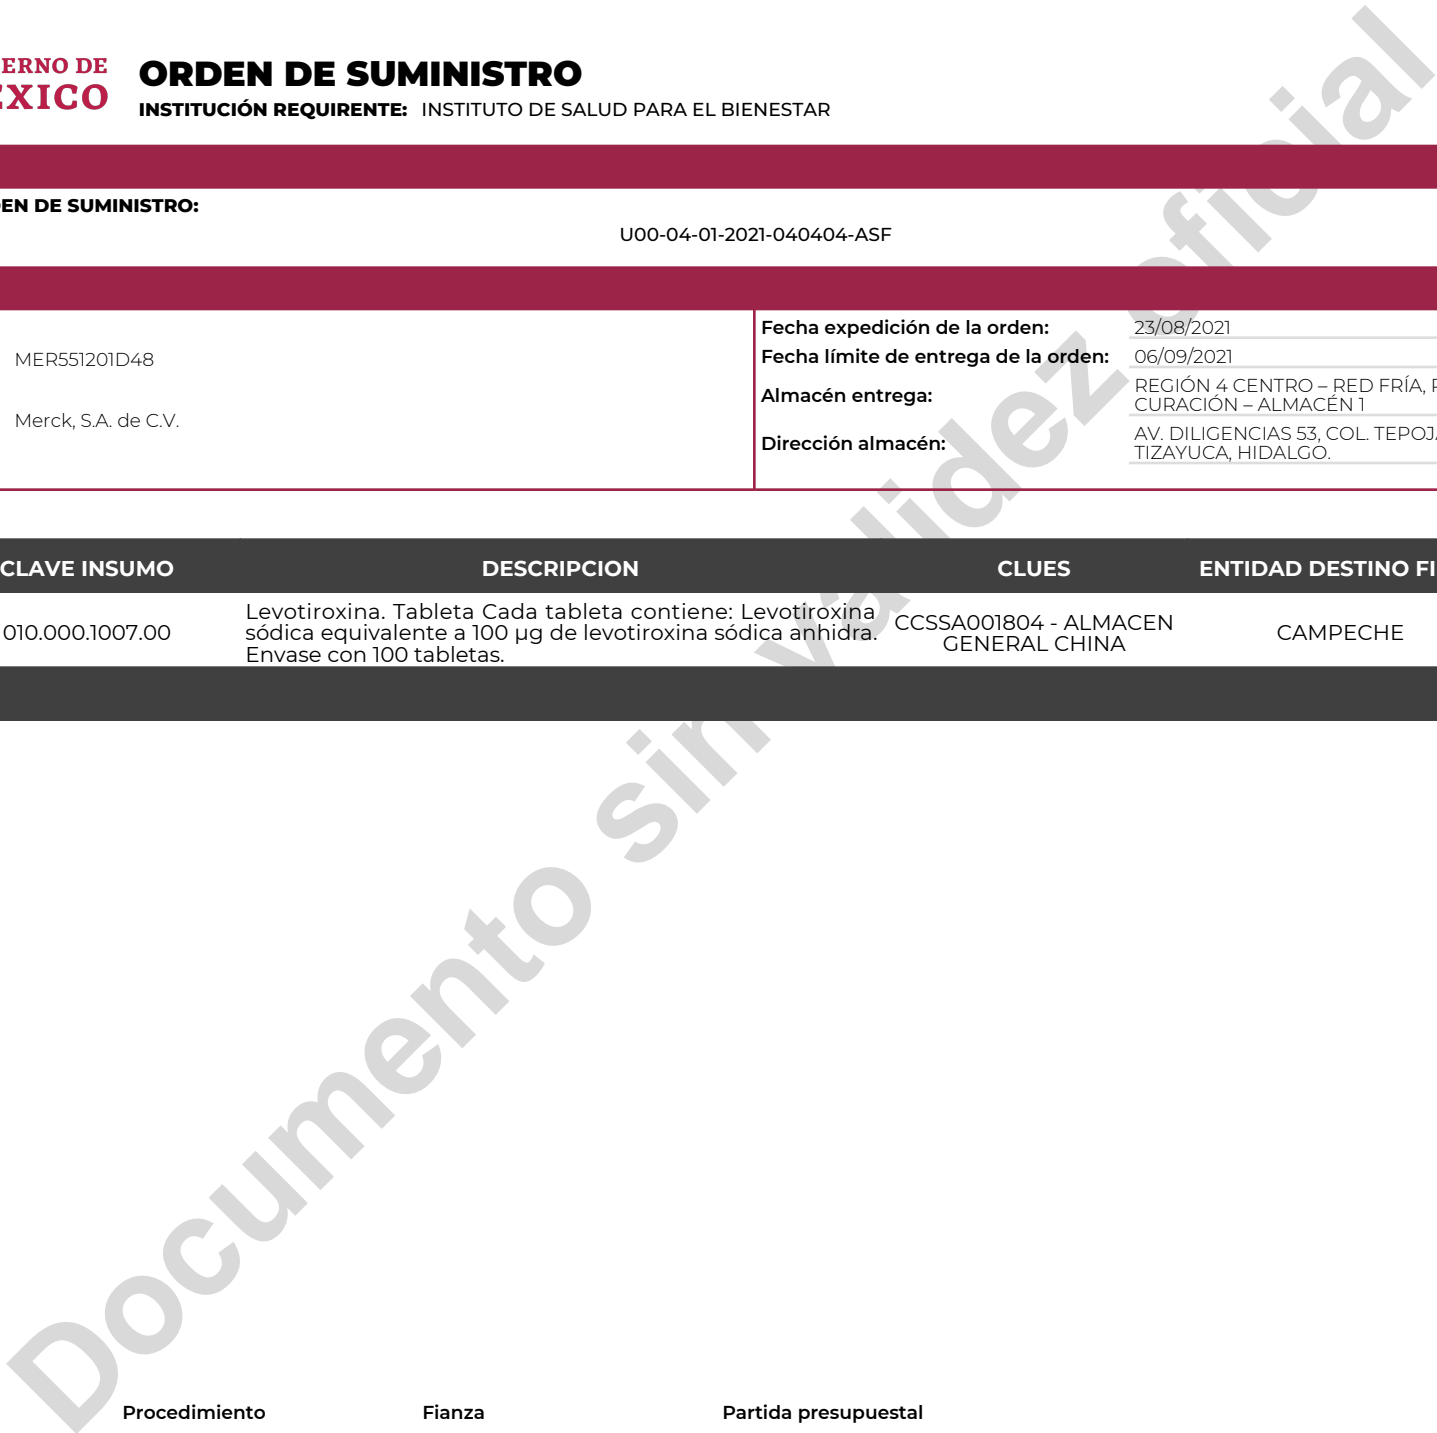 ERNO DE
EXICO
ORDEN DE SUMINISTRO
INSTITUCIÓN REQUIRENTE: INSTITUTO DE SALUD PARA EL BIENESTAR
EN DE SUMINISTRO:
U00-04-01-2021-040404-ASF
MER551201D48
Merck, S.A. de C.V.
Fecha expedición de la orden: 23/08/2021
Fecha límite de entrega de la orden: 06/09/2021
Almacén entrega: REGIÓN 4 CENTRO – RED FRÍA,
CURACIÓN – ALMACÉN 1
Dirección almacén: AV. DILIGENCIAS 53, COL. TEPOJ
TIZAYUCA, HIDALGO.
CLAVE INSUMO DESCRIPCION CLUES ENTIDAD DESTINO FI
010.000.1007.00
Levotiroxina. Tableta Cada tableta contiene: Levotiroxina
sódica equivalente a 100 µg de levotiroxina sódica anhidra.
Envase con 100 tabletas.
CCSSA001804 - ALMACEN
GENERAL CHINA
CAMPECHE
Documento sin validez oficial
Procedimiento Fianza Partida presupuestal